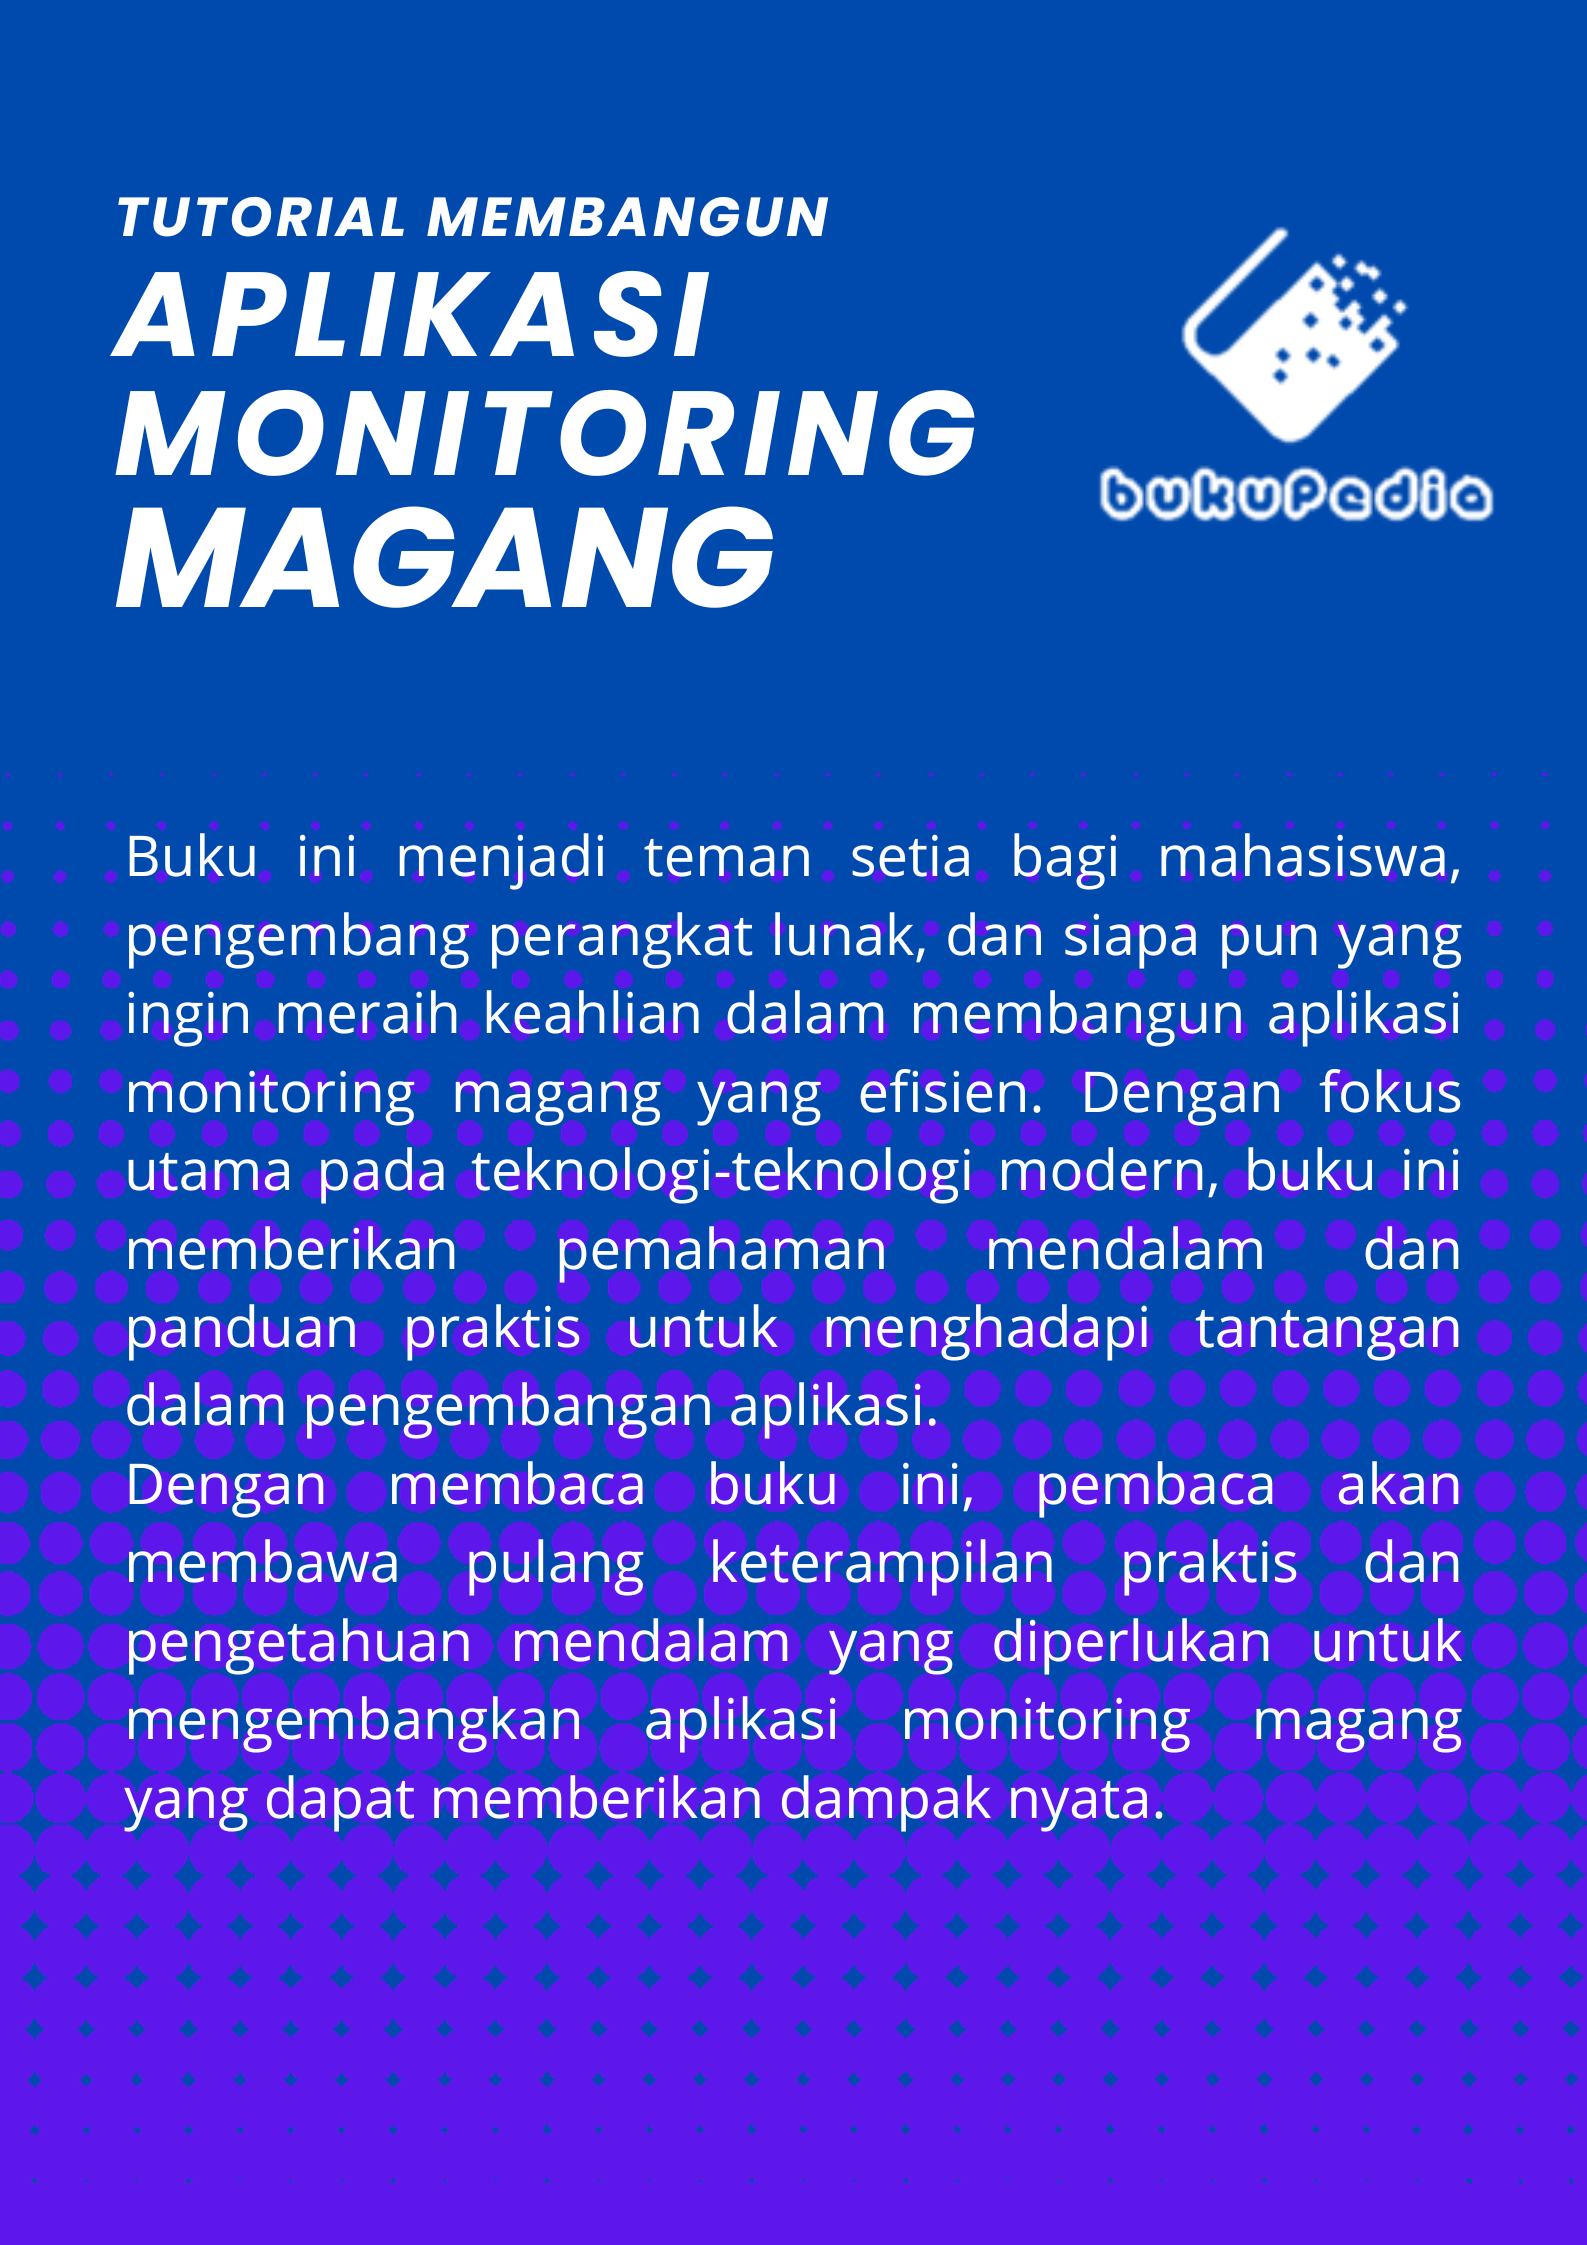 TUTORIAL MEMBANGUN
APLIKASI
MONITORING
MAGANG
bukuPedia
Buku ini menjadi teman setia bagi mahasiswa,
pengembang perangkat lunak, dan siapa pun yang
ingin meraih keahlian dalam membangun aplikasi
monitoring magang yang efisien. Dengan fokus
utama pada teknologi-teknologi modern, buku ini
memberikan pemahaman mendalam dan
panduan praktis untuk menghadapi tantangan
dalam pengembangan aplikasi.
Dengan membaca buku ini, pembaca akan
membawa pulang keterampilan praktis dan
pengetahuan mendalam yang diperlukan untuk
mengembangkan aplikasi monitoring magang
yang dapat memberikan dampak nyata.